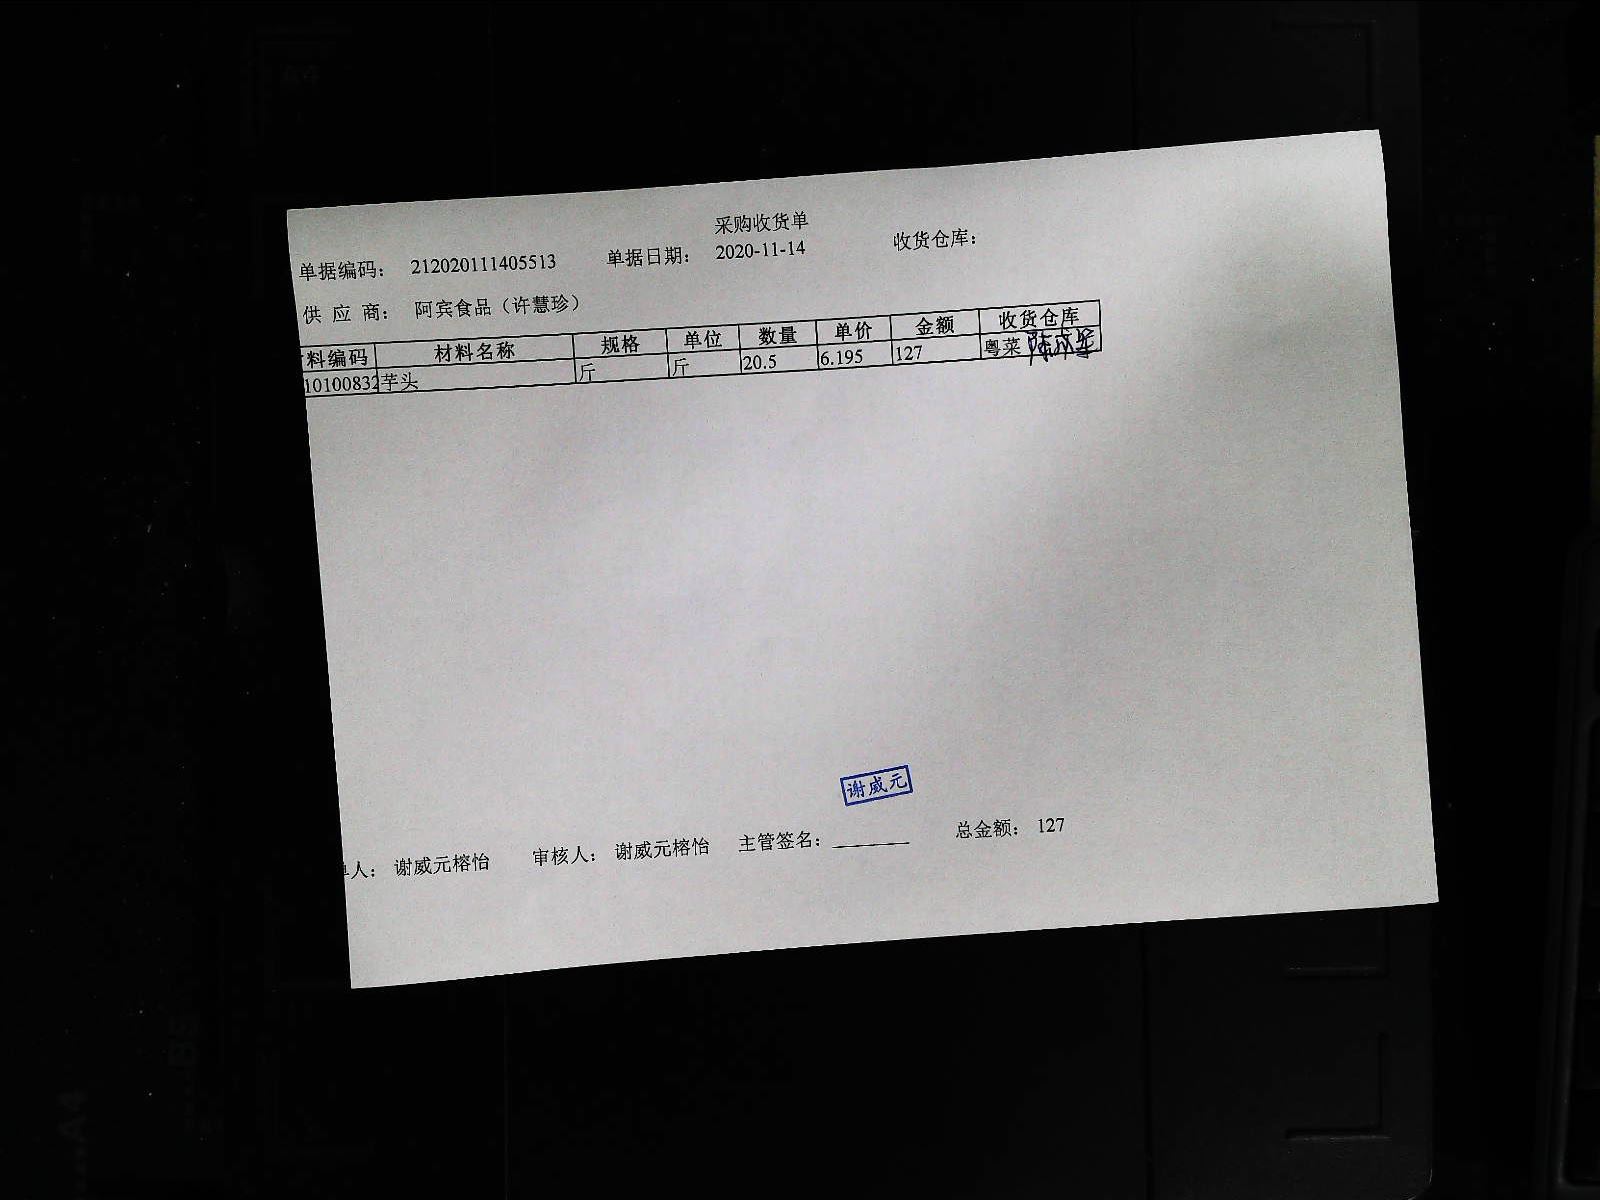 采购收货单
单据编码: 212020111405513 单据日期: 2020-11-14 收货仓库:
供 应 商: 阿宾食品（许慧珍）
料编码 材料名称 规格 单位 数量 单价 金额 收货仓库
10100832 芋头 斤 斤 20.5 6.195 127 粤菜
谢威元
单人: 谢威元榕怡 审核人: 谢威元榕怡 主管签名: 总金额: 127